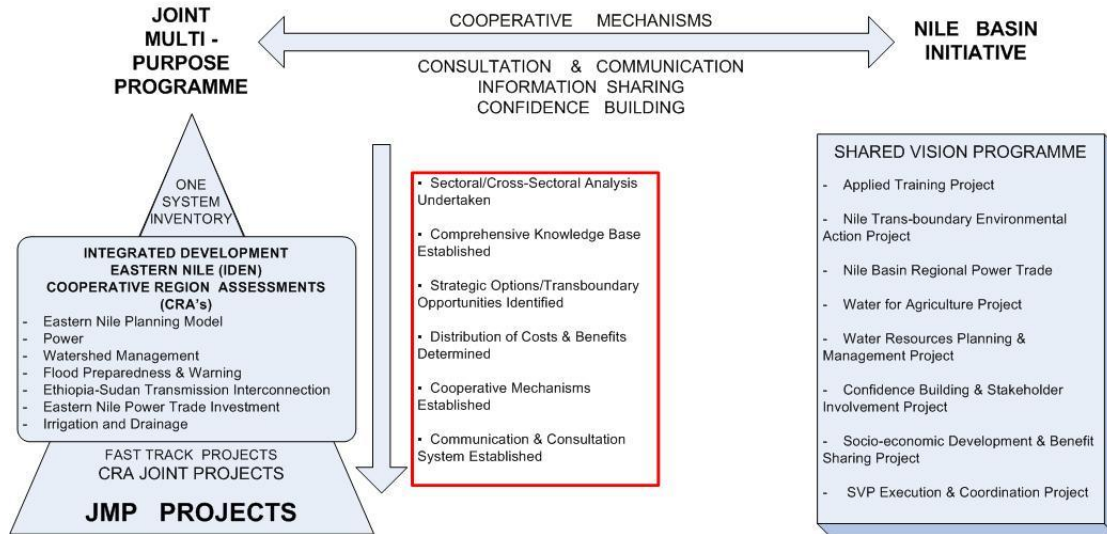 JOINT
MULTI -
PURPOSE
PROGRAMME
COOPERATIVE MECHANISMS
CONSULTATION & COMMUNICATION
INFORMATION SHARING
CONFIDENCE BUILDING
NILE BASIN
INITIATIVE
ONE
SYSTEM
INVENTORY
INTEGRATED DEVELOPMENT
EASTERN NILE (IDEN)
COOPERATIVE REGION ASSESSMENTS
(CRA's)
- Eastern Nile Planning Model
- Power
- Watershed Management
- Flood Preparedness & Warning
- Ethiopia-Sudan Transmission Interconnection
- Eastern Nile Power Trade Investment
- Irrigation and Drainage
FAST TRACK PROJECTS
CRA JOINT PROJECTS
JMP PROJECTS
▪ Sectoral/Cross-Sectoral Analysis
Undertaken
▪ Comprehensive Knowledge Base
Established
▪ Strategic Options/Transboundary
Opportunities Identified
▪ Distribution of Costs & Benefits
Determined
▪ Cooperative Mechanisms
Established
▪ Communication & Consultation
System Established
SHARED VISION PROGRAMME
- Applied Training Project
- Nile Trans-boundary Environmental
Action Project
- Nile Basin Regional Power Trade
- Water for Agriculture Project
- Water Resources Planning &
Management Project
- Confidence Building & Stakeholder
Involvement Project
- Socio-economic Development & Benefit
Sharing Project
- SVP Execution & Coordination Project